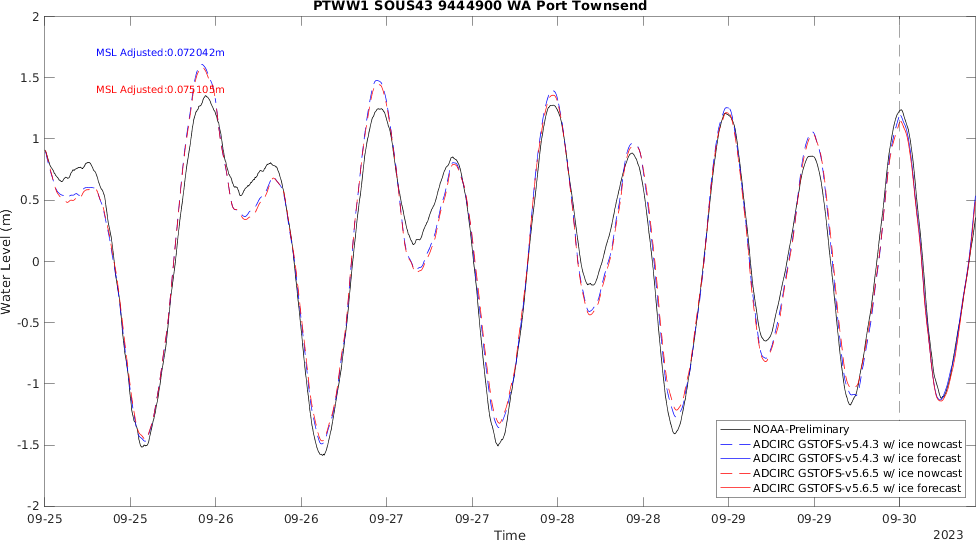 PTWW1 SOUS43 9444900 WA Port Townsend
2
1.5
1
0.5
0
-0.5
-1
-1.5
-2
Water Level (m)
MSL Adjusted:0.072042m
MSL Adjusted:0.075105m
NOAA-Preliminary
ADCIRC GSTOFS-v5.4.3 w/ ice nowcast
ADCIRC GSTOFS-v5.4.3 w/ ice forecast
ADCIRC GSTOFS-v5.6.5 w/ ice nowcast
ADCIRC GSTOFS-v5.6.5 w/ ice forecast
09-25 09-25 09-26 09-26 09-27 09-27 09-28 09-28 09-29 09-29 09-30
Time
2023